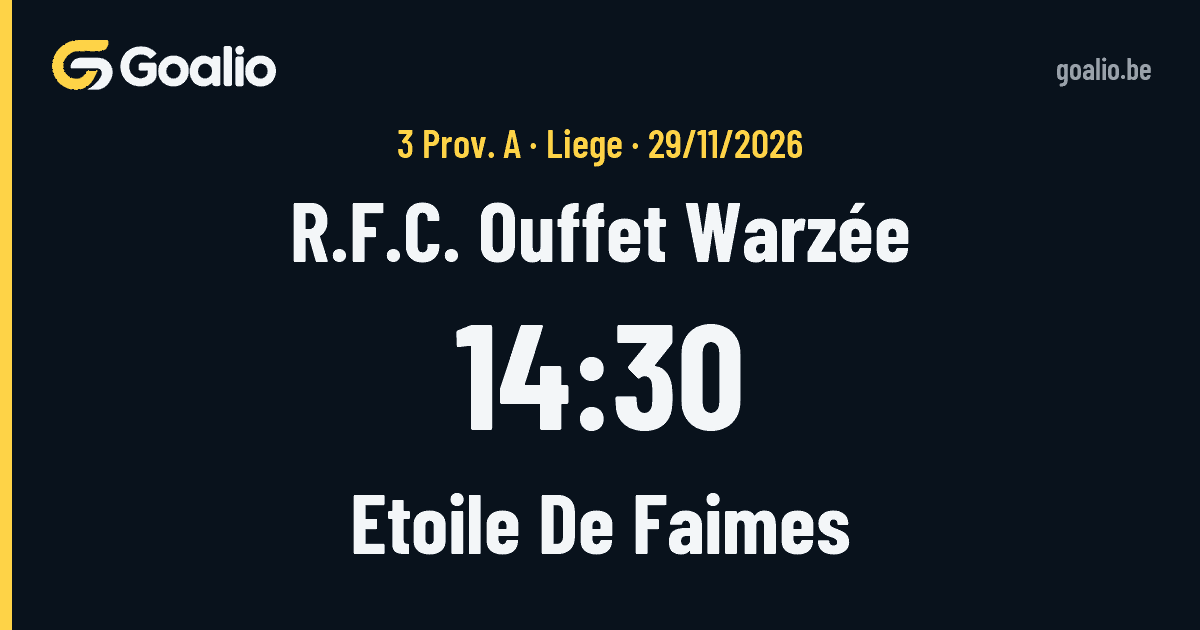 Goalio
goalio.be
3 Prov. A · Liege · 29/11/2026
R.F.C. Ouffet Warzée
14:30
Etoile De Faimes